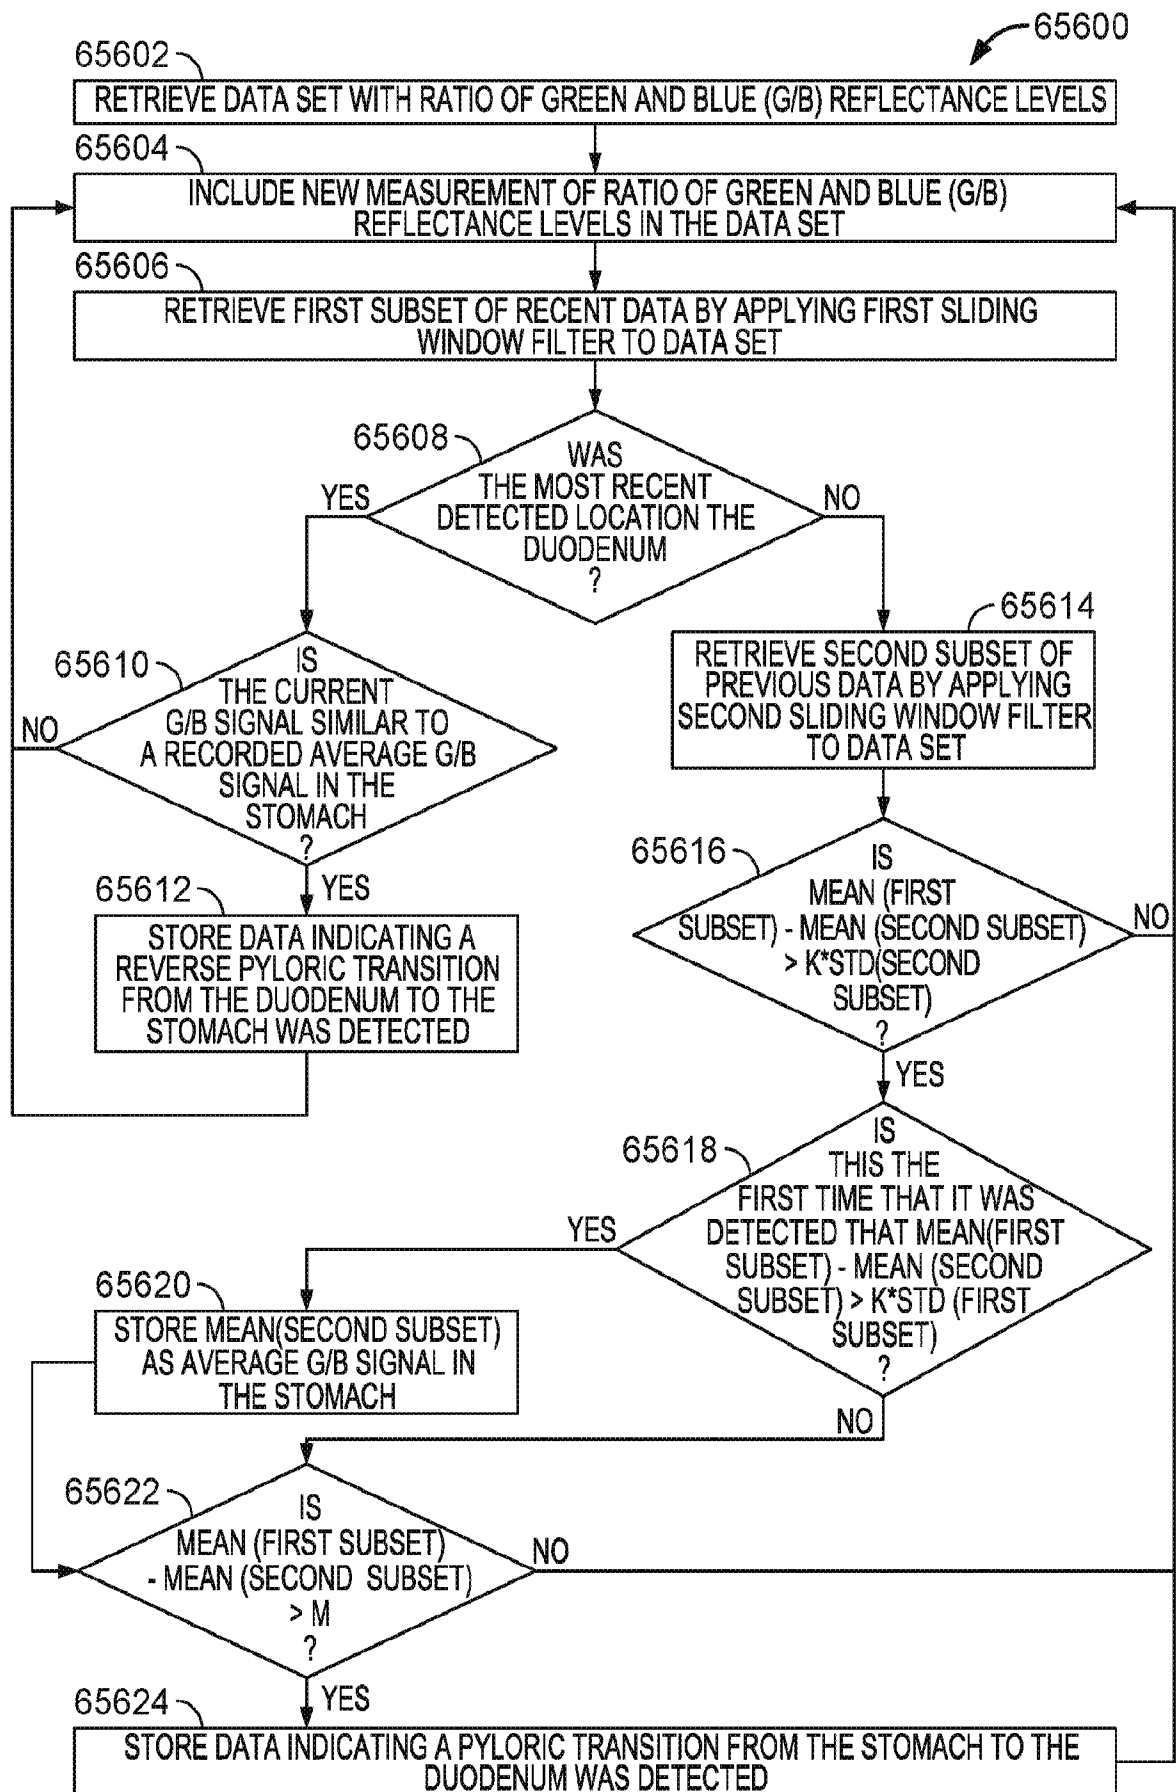 65600
65602
RETRIEVE DATA SET WITH RATIO OF GREEN AND BLUE (G/B) REFLECTANCE LEVELS
65604
INCLUDE NEW MEASUREMENT OF RATIO OF GREEN AND BLUE (G/B)
REFLECTANCE LEVELS IN THE DATA SET
65606
RETRIEVE FIRST SUBSET OF RECENT DATA BY APPLYING FIRST SLIDING
WINDOW FILTER TO DATA SET
65608
WAS
THE MOST RECENT
DETECTED LOCATION THE
DUODENUM
?
YES
NO
65610
IS
THE CURRENT
G/B SIGNAL SIMILAR TO
A RECORDED AVERAGE G/B
SIGNAL IN THE
STOMACH
?
NO
YES
65612
STORE DATA INDICATING A
REVERSE PYLORIC TRANSITION
FROM THE DUODENUM TO THE
STOMACH WAS DETECTED
65614
RETRIEVE SECOND SUBSET OF
PREVIOUS DATA BY APPLYING
SECOND SLIDING WINDOW FILTER
TO DATA SET
65616
IS
MEAN (FIRST
SUBSET) - MEAN (SECOND SUBSET)
> K*STD(SECOND
SUBSET)
?
NO
YES
65618
IS
THIS THE
FIRST TIME THAT IT WAS
DETECTED THAT MEAN(FIRST
SUBSET) - MEAN (SECOND
SUBSET) > K*STD (FIRST
SUBSET)
?
YES
NO
65620
STORE MEAN(SECOND SUBSET)
AS AVERAGE G/B SIGNAL IN
THE STOMACH
65622
IS
MEAN (FIRST SUBSET)
- MEAN (SECOND SUBSET)
> M
?
NO
YES
65624
STORE DATA INDICATING A PYLORIC TRANSITION FROM THE STOMACH TO THE
DUODENUM WAS DETECTED